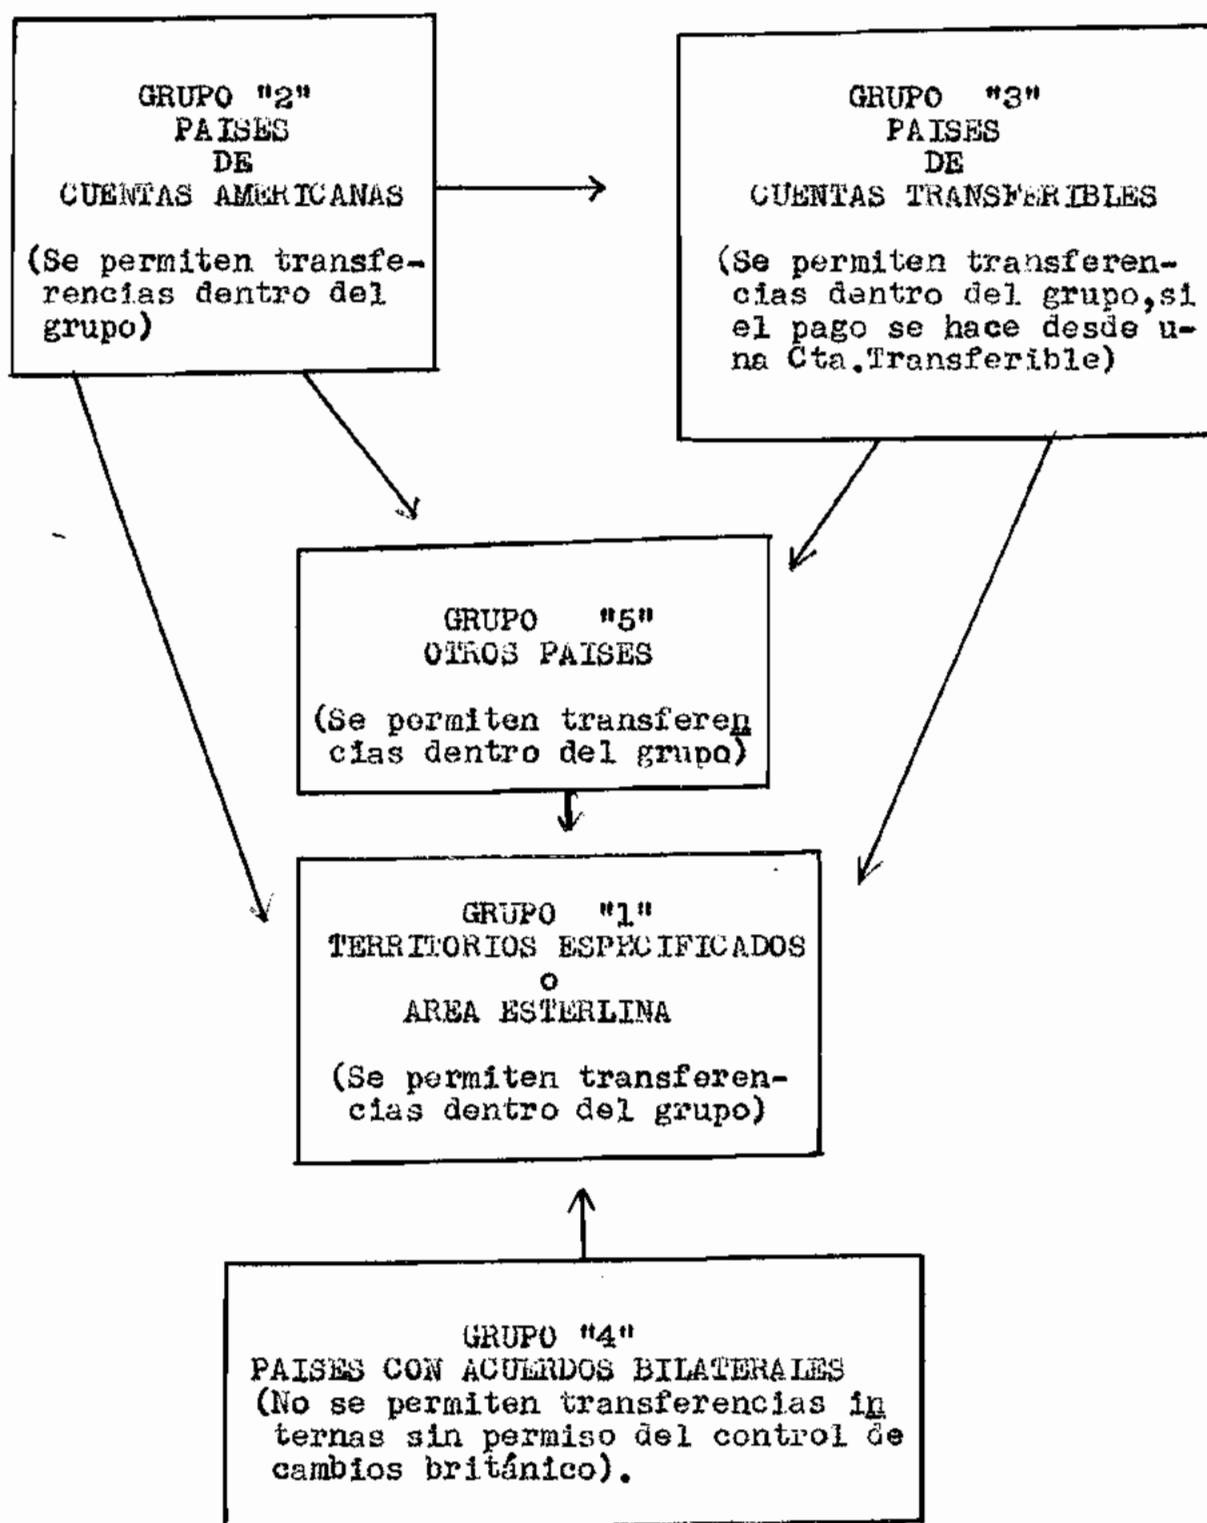 GRUPO "2"
PAISES
DE
CUENTAS AMERICANAS
(Se permiten transfe-
rencias dentro del
grupo)
GRUPO "3"
PAISES
DE
CUENTAS TRANSFERIBLES
(Se permiten transferen-
cias dentro del grupo,si
el pago se hace desde u-
na Cta.Transferible)
GRUPO "5"
OTROS PAISES
(Se permiten transferen
cias dentro del grupo)
GRUPO "1"
TERRITORIOS ESPECIFICADOS
o
AREA ESTERLINA
(Se permiten transferen-
cias dentro del grupo)
GRUPO "4"
PAISES CON ACUERDOS BILATERALES
(No se permiten transferencias in
ternas sin permiso del control de
cambios británico).